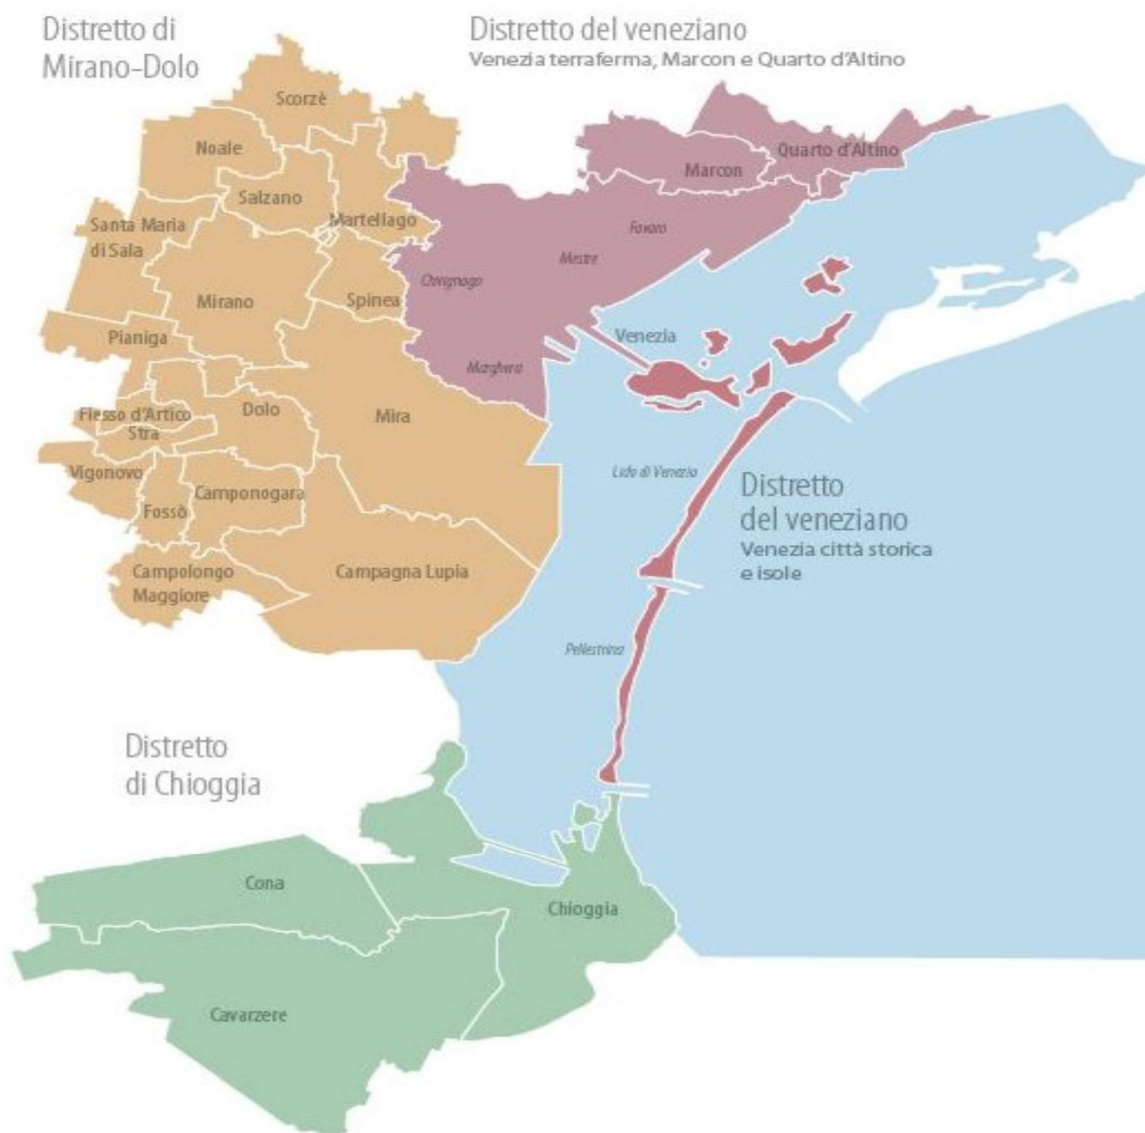 Distretto di
Mirano-Dolo
Distretto del veneziano
Venezia terraferma, Marcon e Quarto d'Altino
Scorzè
Noale
Quarto d'Altino
Marcon
Salzano
Martellago
Santa Maria
di Sala
Favaro
Mestre
Chirignago
Mirano
Spinea
Pianiga
Venezia
Marghera
Fiesso d'Artico
Dolo
Mira
Stra
Vigonovo
Lido di Venezia
Camponogara
Fossò
Distretto
del veneziano
Venezia città storica
e isole
Campolongo
Maggiore
Campagna Lupia
Pellestrina
Distretto
di Chioggia
Cona
Chioggia
Cavarzere